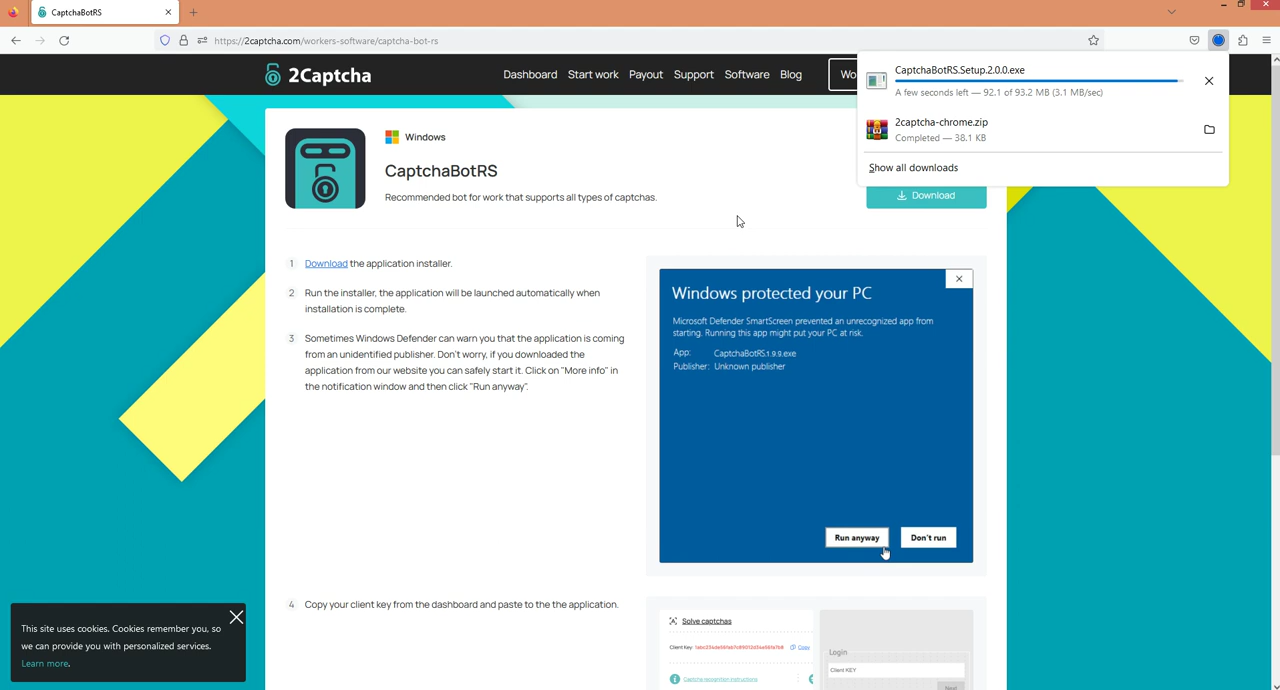 CaptchaBotRS
https://2captcha.com/workers-software/captcha-bot-rs
2Captcha
Dashboard Start work Payout Support Software Blog Wo
CaptchaBotRS.Setup.2.0.0.exe
A few seconds left — 92.1 of 93.2 MB (3.1 MB/sec)
2captcha-chrome.zip
Completed — 38.1 KB
Show all downloads
Windows
CaptchaBotRS
Recommended bot for work that supports all types of captchas.
Download
1 Download the application installer.
2 Run the installer, the application will be launched automatically when
installation is complete.
3 Sometimes Windows Defender can warn you that the application is coming
from an unidentified publisher. Don't worry, if you downloaded the
application from our website you can safely start it. Click on "More info" in
the notification window and then click "Run anyway".
Windows protected your PC
Microsoft Defender SmartScreen prevented an unrecognized app from
starting. Running this app might put your PC at risk.
App: CaptchaBotRS.1.9.9.exe
Publisher: Unknown publisher
Run anyway Don't run
4 Copy your client key from the dashboard and paste to the the application.
Solve captchas
Client Key Copy
Captcha recognition instructions
Login
Client KEY
Next
This site uses cookies. Cookies remember you, so
we can provide you with personalized services.
Learn more.